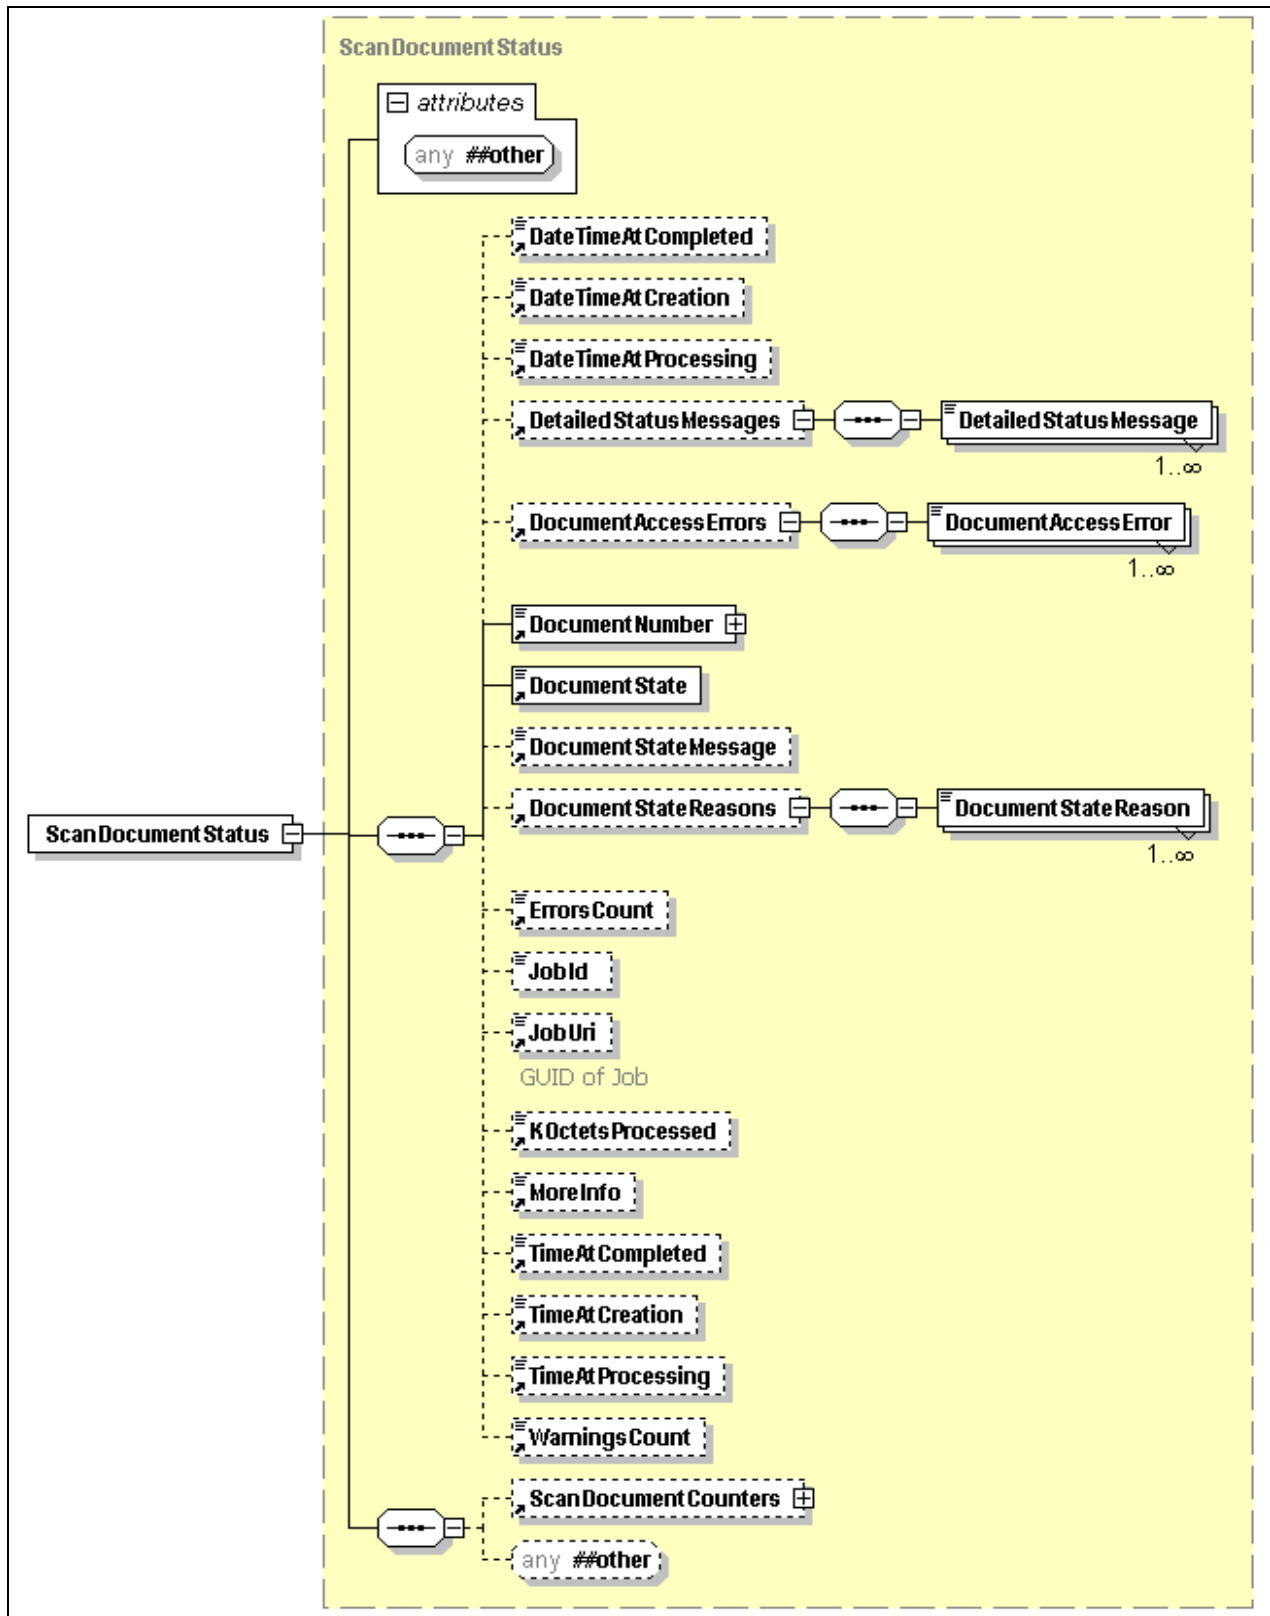 ScanDocumentStatus
attributes
any ##other
DateTimeAtCompleted
DateTimeAtCreation
DateTimeAtProcessing
DetailedStatusMessages
DetailedStatusMessage
1..∞
DocumentAccessErrors
DocumentAccessError
1..∞
DocumentNumber
DocumentState
DocumentStateMessage
DocumentStateReasons
DocumentStateReason
1..∞
ScanDocumentStatus
ErrorsCount
JobId
JobUri
GUID of Job
KOctetsProcessed
MoreInfo
TimeAtCompleted
TimeAtCreation
TimeAtProcessing
WarningsCount
ScanDocumentCounters
any ##other